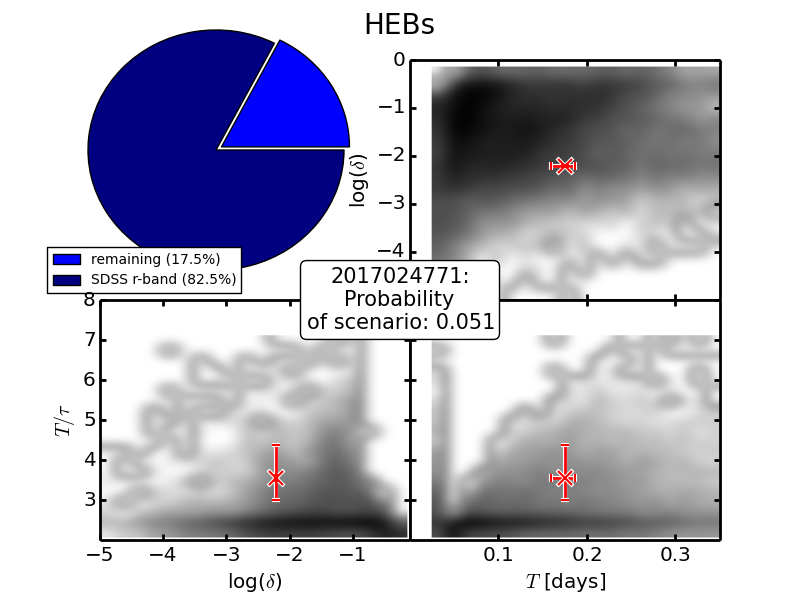 HEBs
remaining (17.5%)
SDSS r-band (82.5%)
log(δ)
0
−1
−2
−3
−4
2017024771:
Probability
of scenario: 0.051
T/τ
8
7
6
5
4
3
−5 −4 −3 −2 −1
log(δ)
0.1 0.2 0.3
T [days]